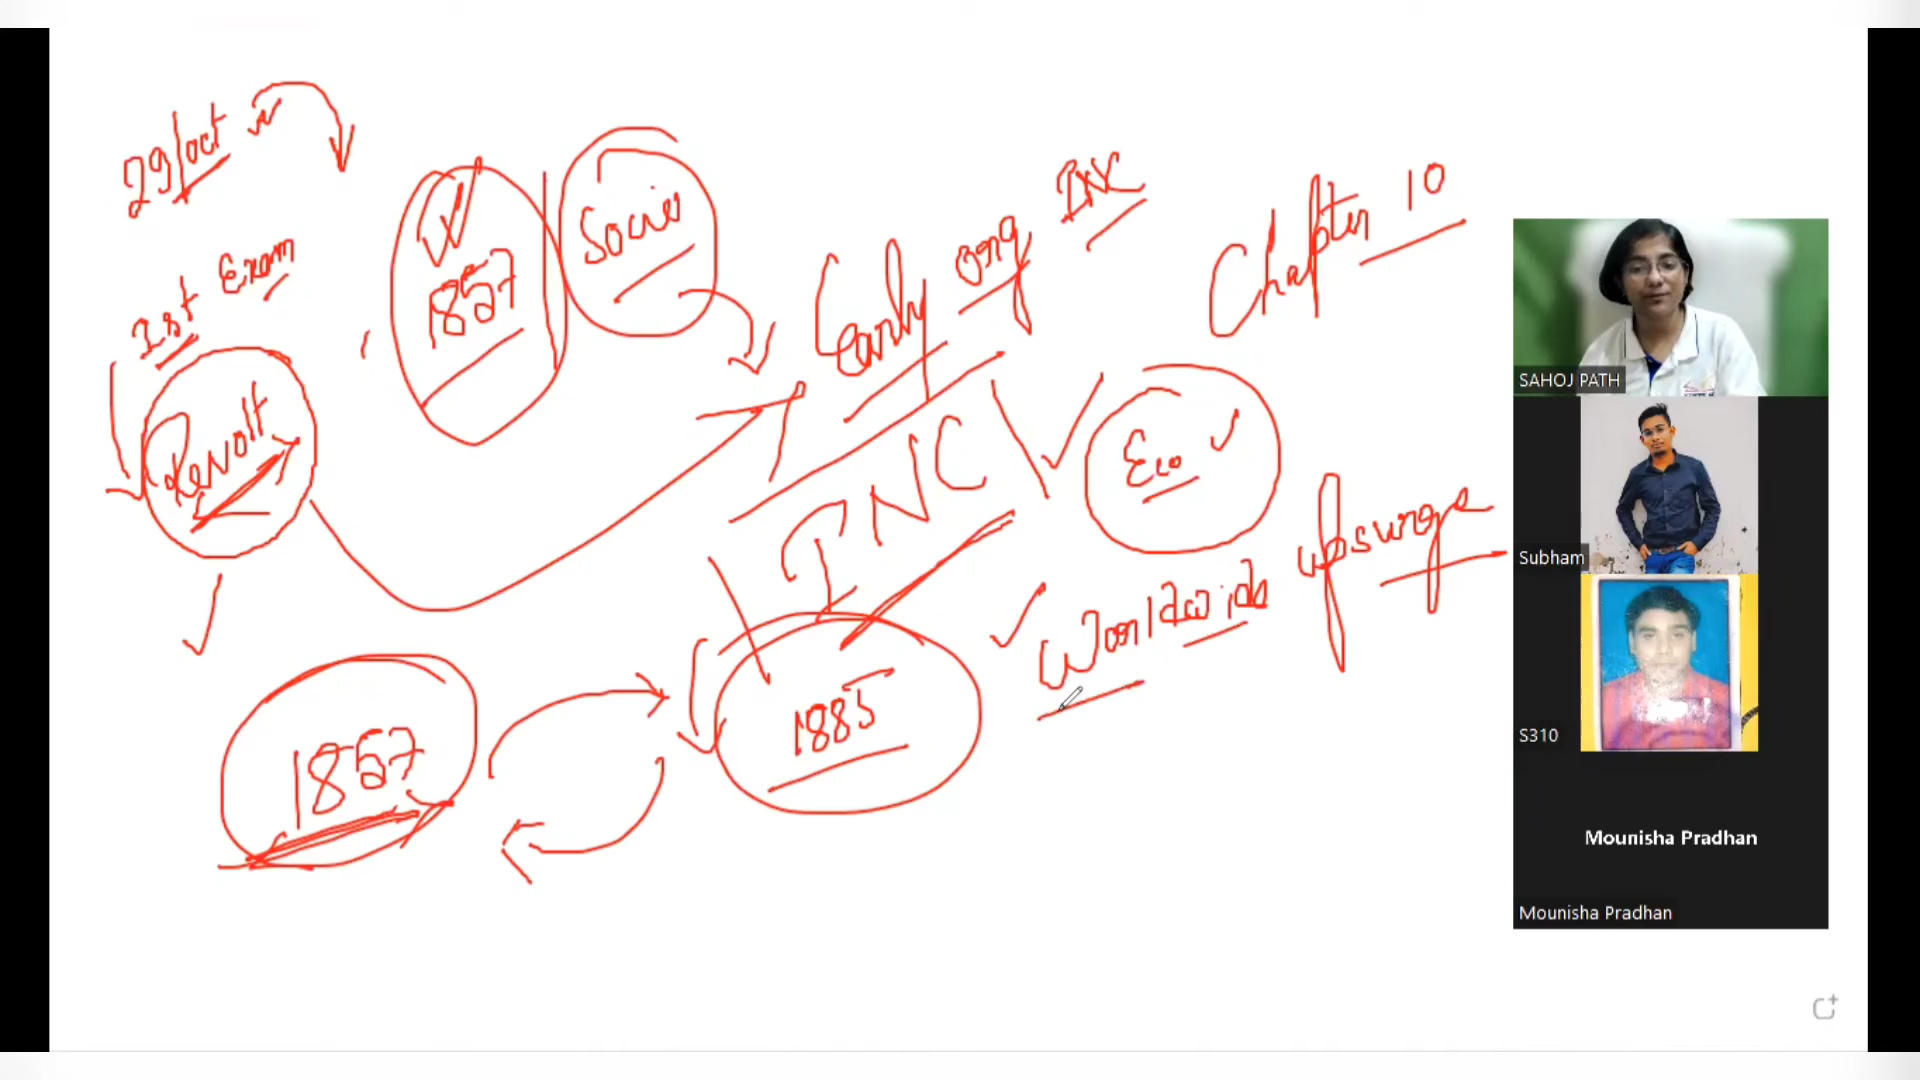 29/oct
1st Exam
Revolt
1857
Socio
Early org
INC
Chapter 10
INC
Eco
Worldwide upsurge
1857
1885
SAHOJ PATH
Subham
S310
Mounisha Pradhan
Mounisha Pradhan